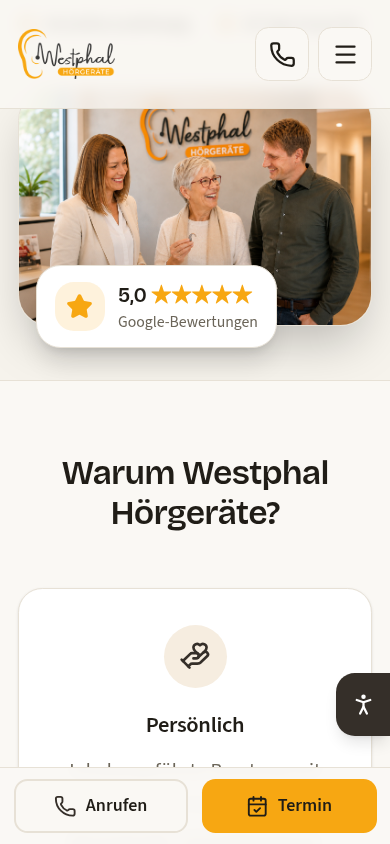 Westphal
HÖRGERÄTE
Westphal
HÖRGERÄTE
5,0
Google-Bewertungen
Warum Westphal
Hörgeräte?
Persönlich
Anrufen
Termin